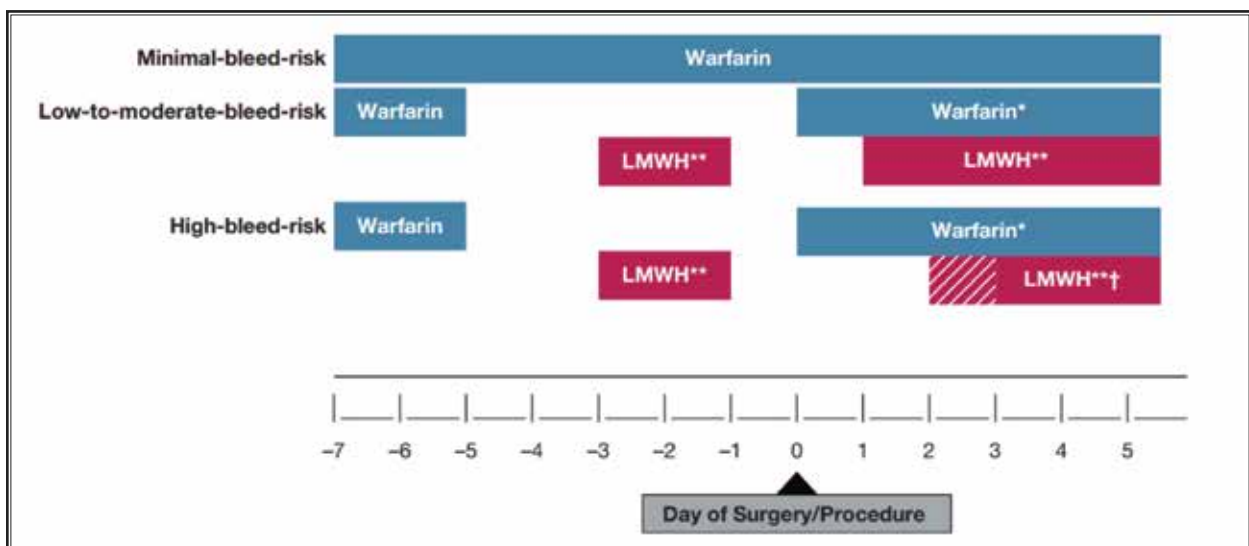 Minimal-bleed-risk Warfarin
Low-to-moderate-bleed-risk Warfarin Warfarin*
LMWH** LMWH**
High-bleed-risk Warfarin Warfarin*
LMWH** LMWH**†
–7 –6 –5 –4 –3 –2 –1 0 1 2 3 4 5
Day of Surgery/Procedure